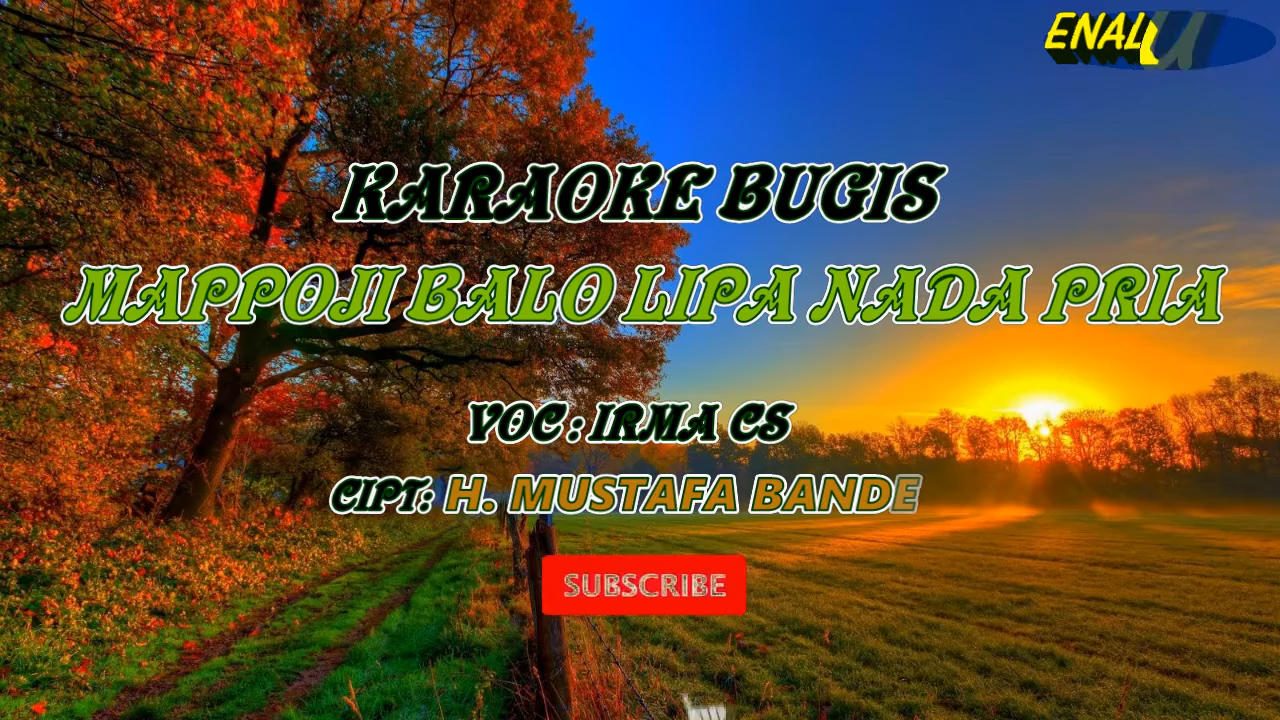 ENAL U
KARAOKE BUGIS
MAPPOJI BALO LIPA NADA PRIA
VOC : IRMA CS
CIPT: H. MUSTAFA BANDE
SUBSCRIBE